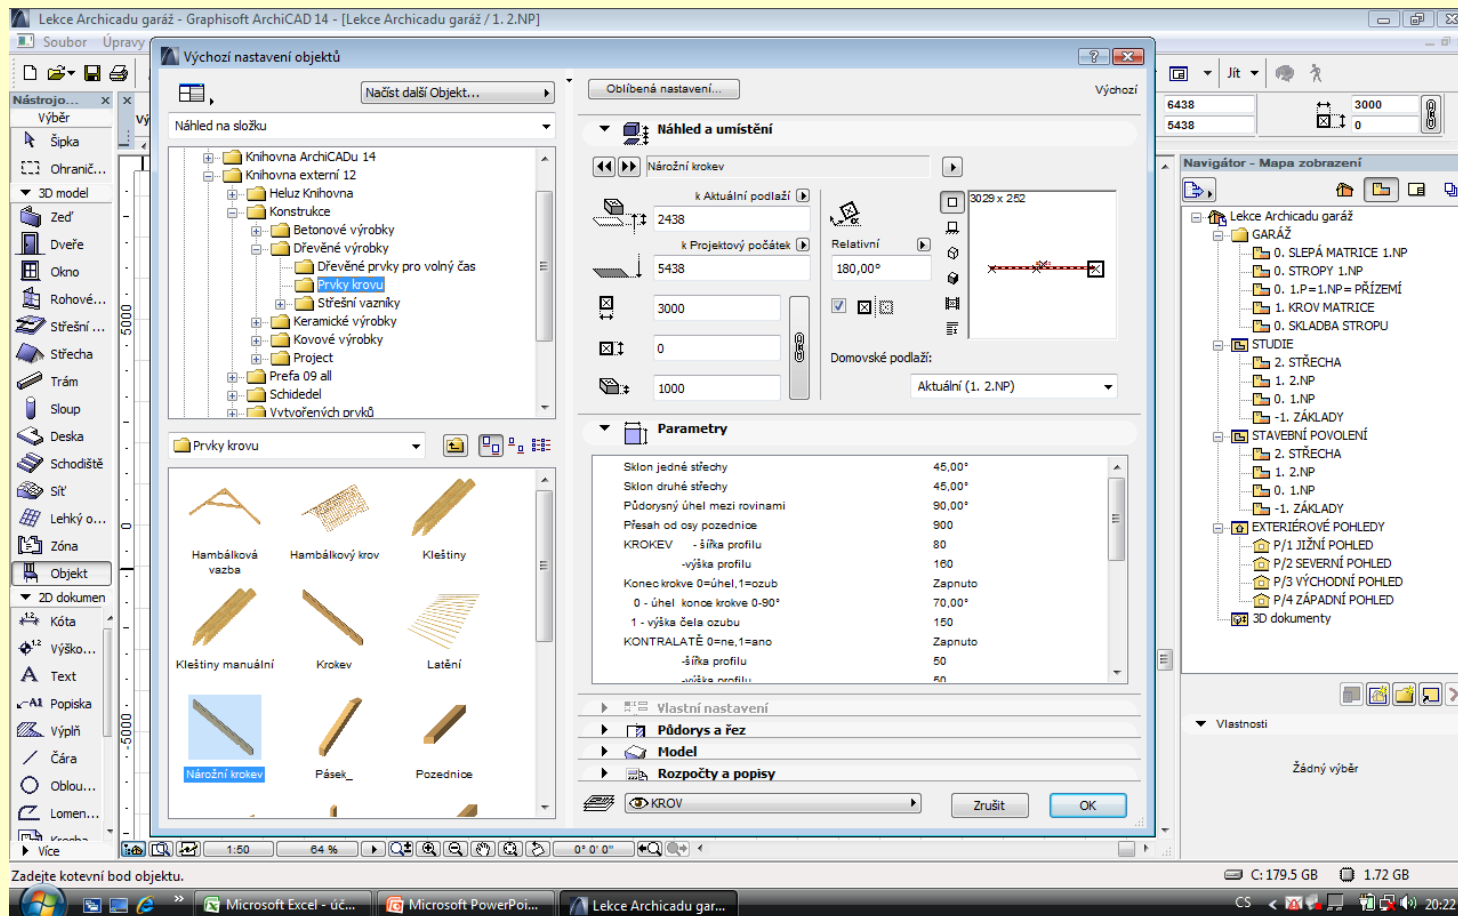 Lekce Archicadu garáž - Graphisoft ArchiCAD 14 - [Lekce Archicadu garáž / 1. 2.NP]
Soubor Úpravy
Výchozí nastavení objektů
Načíst další Objekt...
Oblíbená nastavení...
Výchozí
Jít
6438
5438
3000
0
Nástrojo...
Výběr
Šipka
Ohranič...
3D model
Zeď
Dveře
Okno
Rohové...
Střešní ...
Střecha
Trám
Sloup
Deska
Schodiště
Síť
Lehký o...
Zóna
Objekt
2D dokumen
Kóta
Výško...
Text
Popiska
Výplň
Čára
Oblou...
Lomen...
Více
5000
0
-5000
Náhled na složku
Knihovna ArchiCADu 14
Knihovna externí 12
Heluz Knihovna
Konstrukce
Betonové výrobky
Dřevěné výrobky
Dřevěné prvky pro volný čas
Prvky krovu
Střešní vazníky
Keramické výrobky
Kovové výrobky
Project
Prefa 09 all
Schidedel
Vytvořených prvků
Prvky krovu
Hambálková vazba
Hambálkový krov
Kleštiny
Kleštiny manuální
Krokev
Latění
Nárožní krokev
Pásek_
Pozednice
Náhled a umístění
Nárožní krokev
k Aktuální podlaží
2438
k Projektový počátek
5438
3000
0
1000
Relativní
180,00°
3029 x 252
Domovské podlaží:
Aktuální (1. 2.NP)
Parametry
Sklon jedné střechy 45,00°
Sklon druhé střechy 45,00°
Půdorysný úhel mezi rovinami 90,00°
Přesah od osy pozednice 900
KROKEV - šířka profilu 80
-výška profilu 160
Konec krokve 0=úhel,1=ozub Zapnuto
0 - úhel konce krokve 0-90° 70,00°
1 - výška čela ozubu 150
KONTRALATĚ 0=ne,1=ano Zapnuto
-šířka profilu 50
-výška profilu 50
Vlastní nastavení
Půdorys a řez
Model
Rozpočty a popisy
KROV
Zrušit
OK
Navigátor - Mapa zobrazení
Lekce Archicadu garáž
GARÁŽ
0. SLEPÁ MATRICE 1.NP
0. STROPY 1.NP
0. 1.P=1.NP= PŘÍZEMÍ
1. KROV MATRICE
0. SKLADBA STROPU
STUDIE
2. STŘECHA
1. 2.NP
0. 1.NP
-1. ZÁKLADY
STAVEBNÍ POVOLENÍ
2. STŘECHA
1. 2.NP
0. 1.NP
-1. ZÁKLADY
EXTERIÉROVÉ POHLEDY
P/1 JIŽNÍ POHLED
P/2 SEVERNÍ POHLED
P/3 VÝCHODNÍ POHLED
P/4 ZÁPADNÍ POHLED
3D dokumenty
Vlastnosti
Žádný výběr
1:50
64 %
0° 0' 0"
Zadejte kotevní bod objektu.
C: 179.5 GB
1.72 GB
Microsoft Excel - úč...
Microsoft PowerPoi...
Lekce Archicadu gar...
CS
20:22